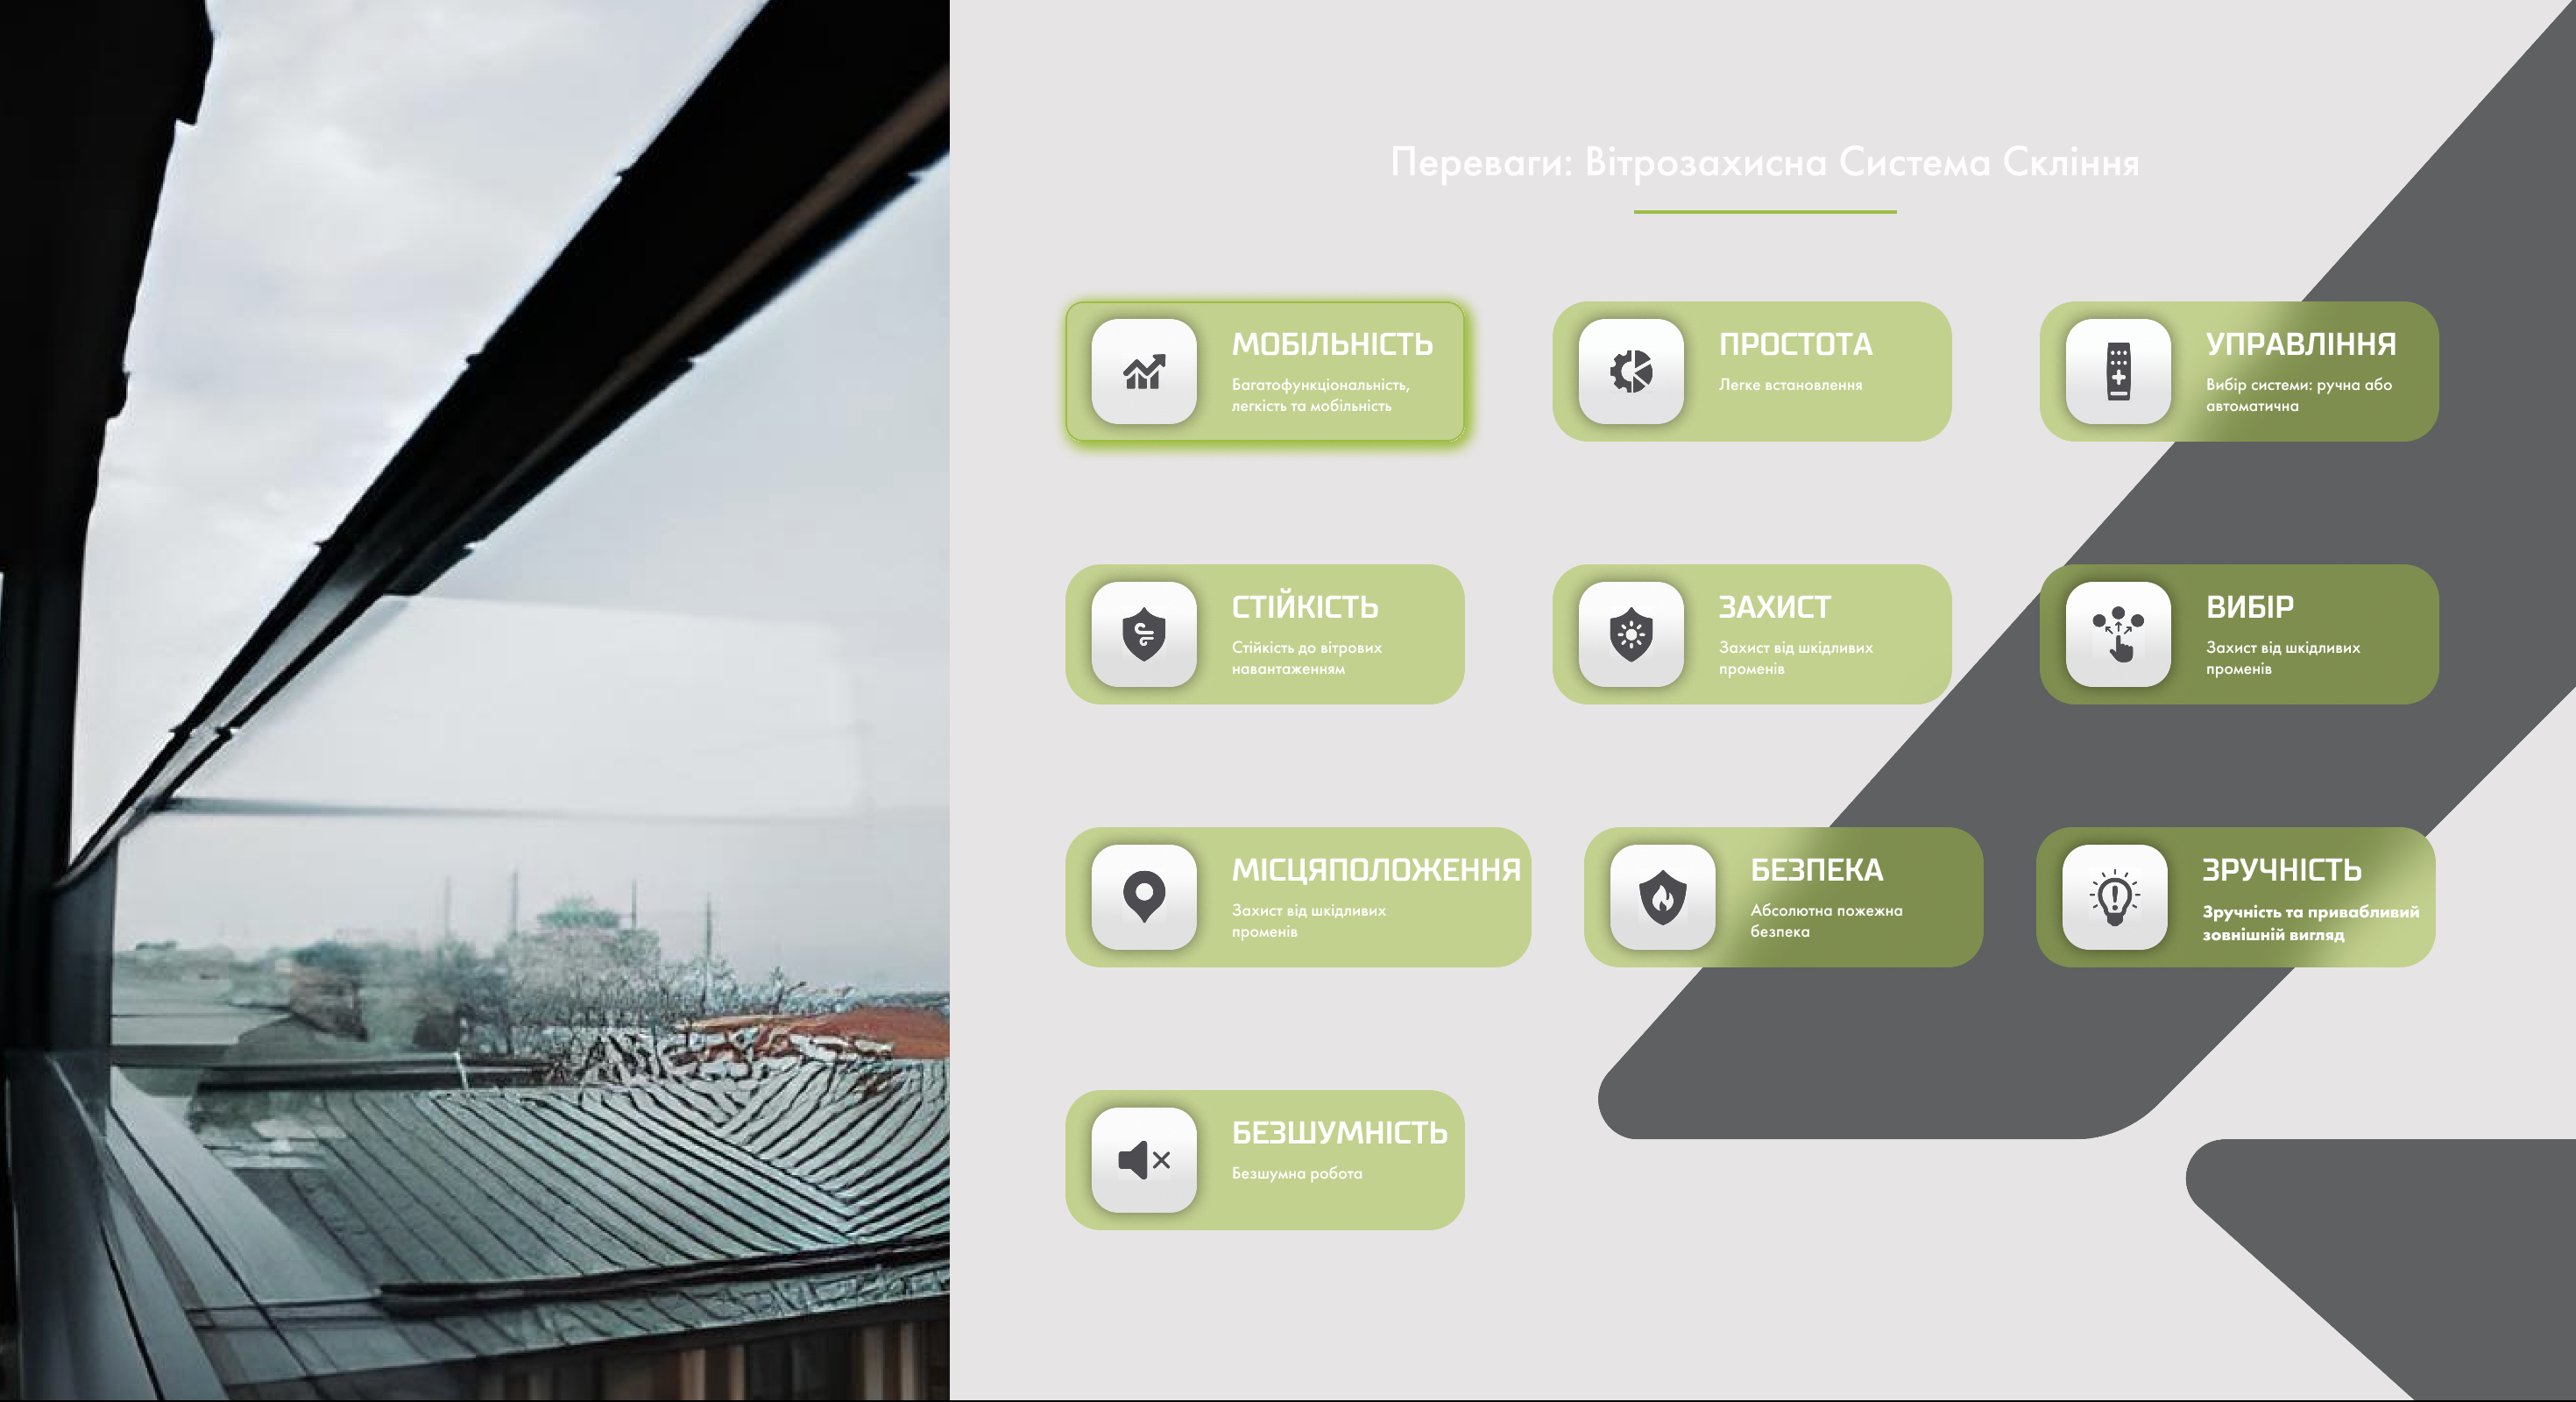 Переваги: Вітрозахисна Система Скління
МОБІЛЬНІСТЬ
Багатофункціональність,
легкість та мобільність
ПРОСТОТА
Легке встановлення
УПРАВЛІННЯ
Вибір системи: ручна або
автоматична
СТІЙКІСТЬ
Стійкість до вітрових
навантаженням
ЗАХИСТ
Захист від шкідливих
променів
ВИБІР
Захист від шкідливих
променів
МІСЦЯПОЛОЖЕННЯ
Захист від шкідливих
променів
БЕЗПЕКА
Абсолютна пожежна
безпека
ЗРУЧНІСТЬ
Зручність та привабливий
зовнішній вигляд
БЕЗШУМНІСТЬ
Безшумна робота